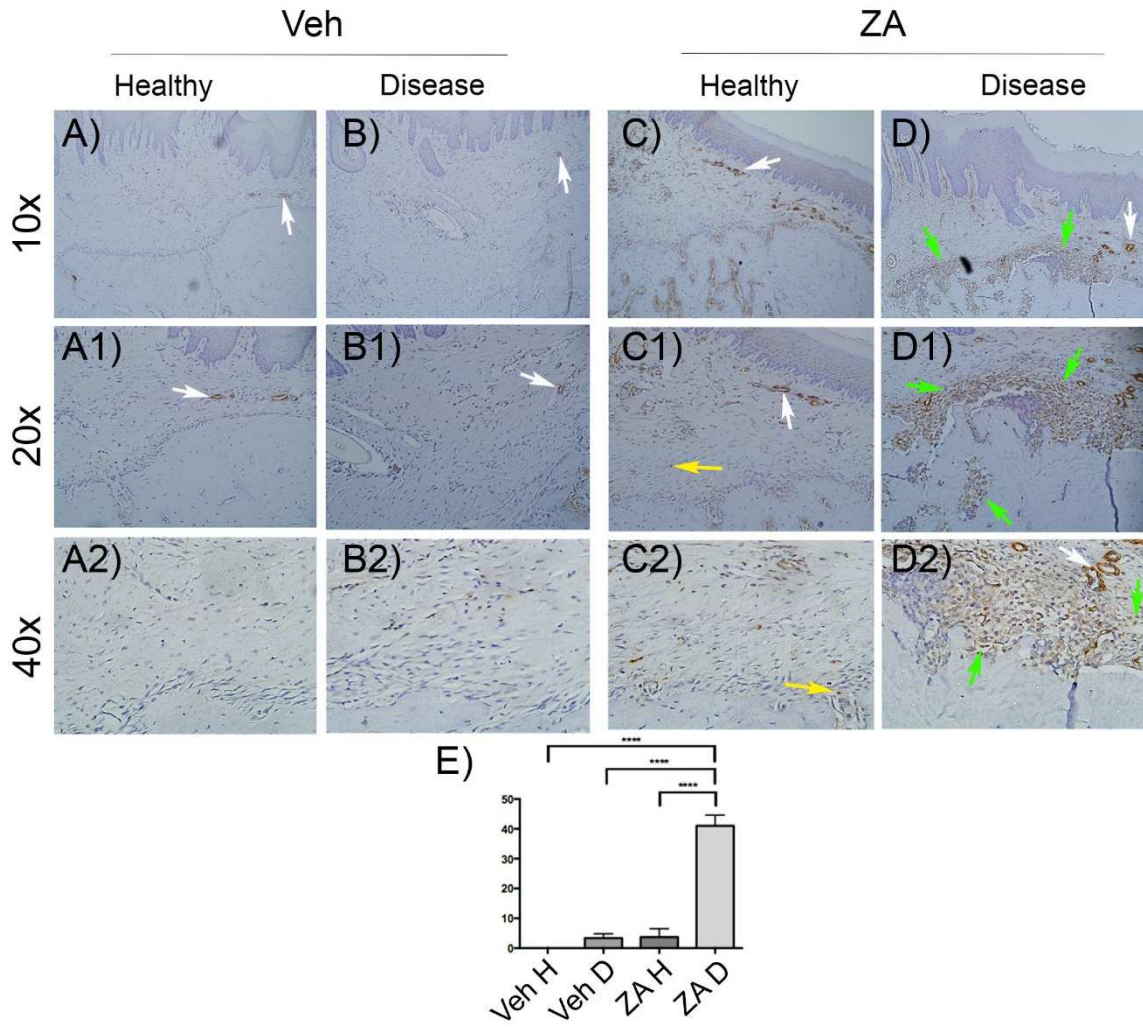 Veh ZA
Healthy Disease Healthy Disease
10x
A) B) C) D)
20x
A1) B1) C1) D1)
40x
A2) B2) C2) D2)
E)
****
****
****
50
40
30
20
10
0
Veh H Veh D ZA H ZA D